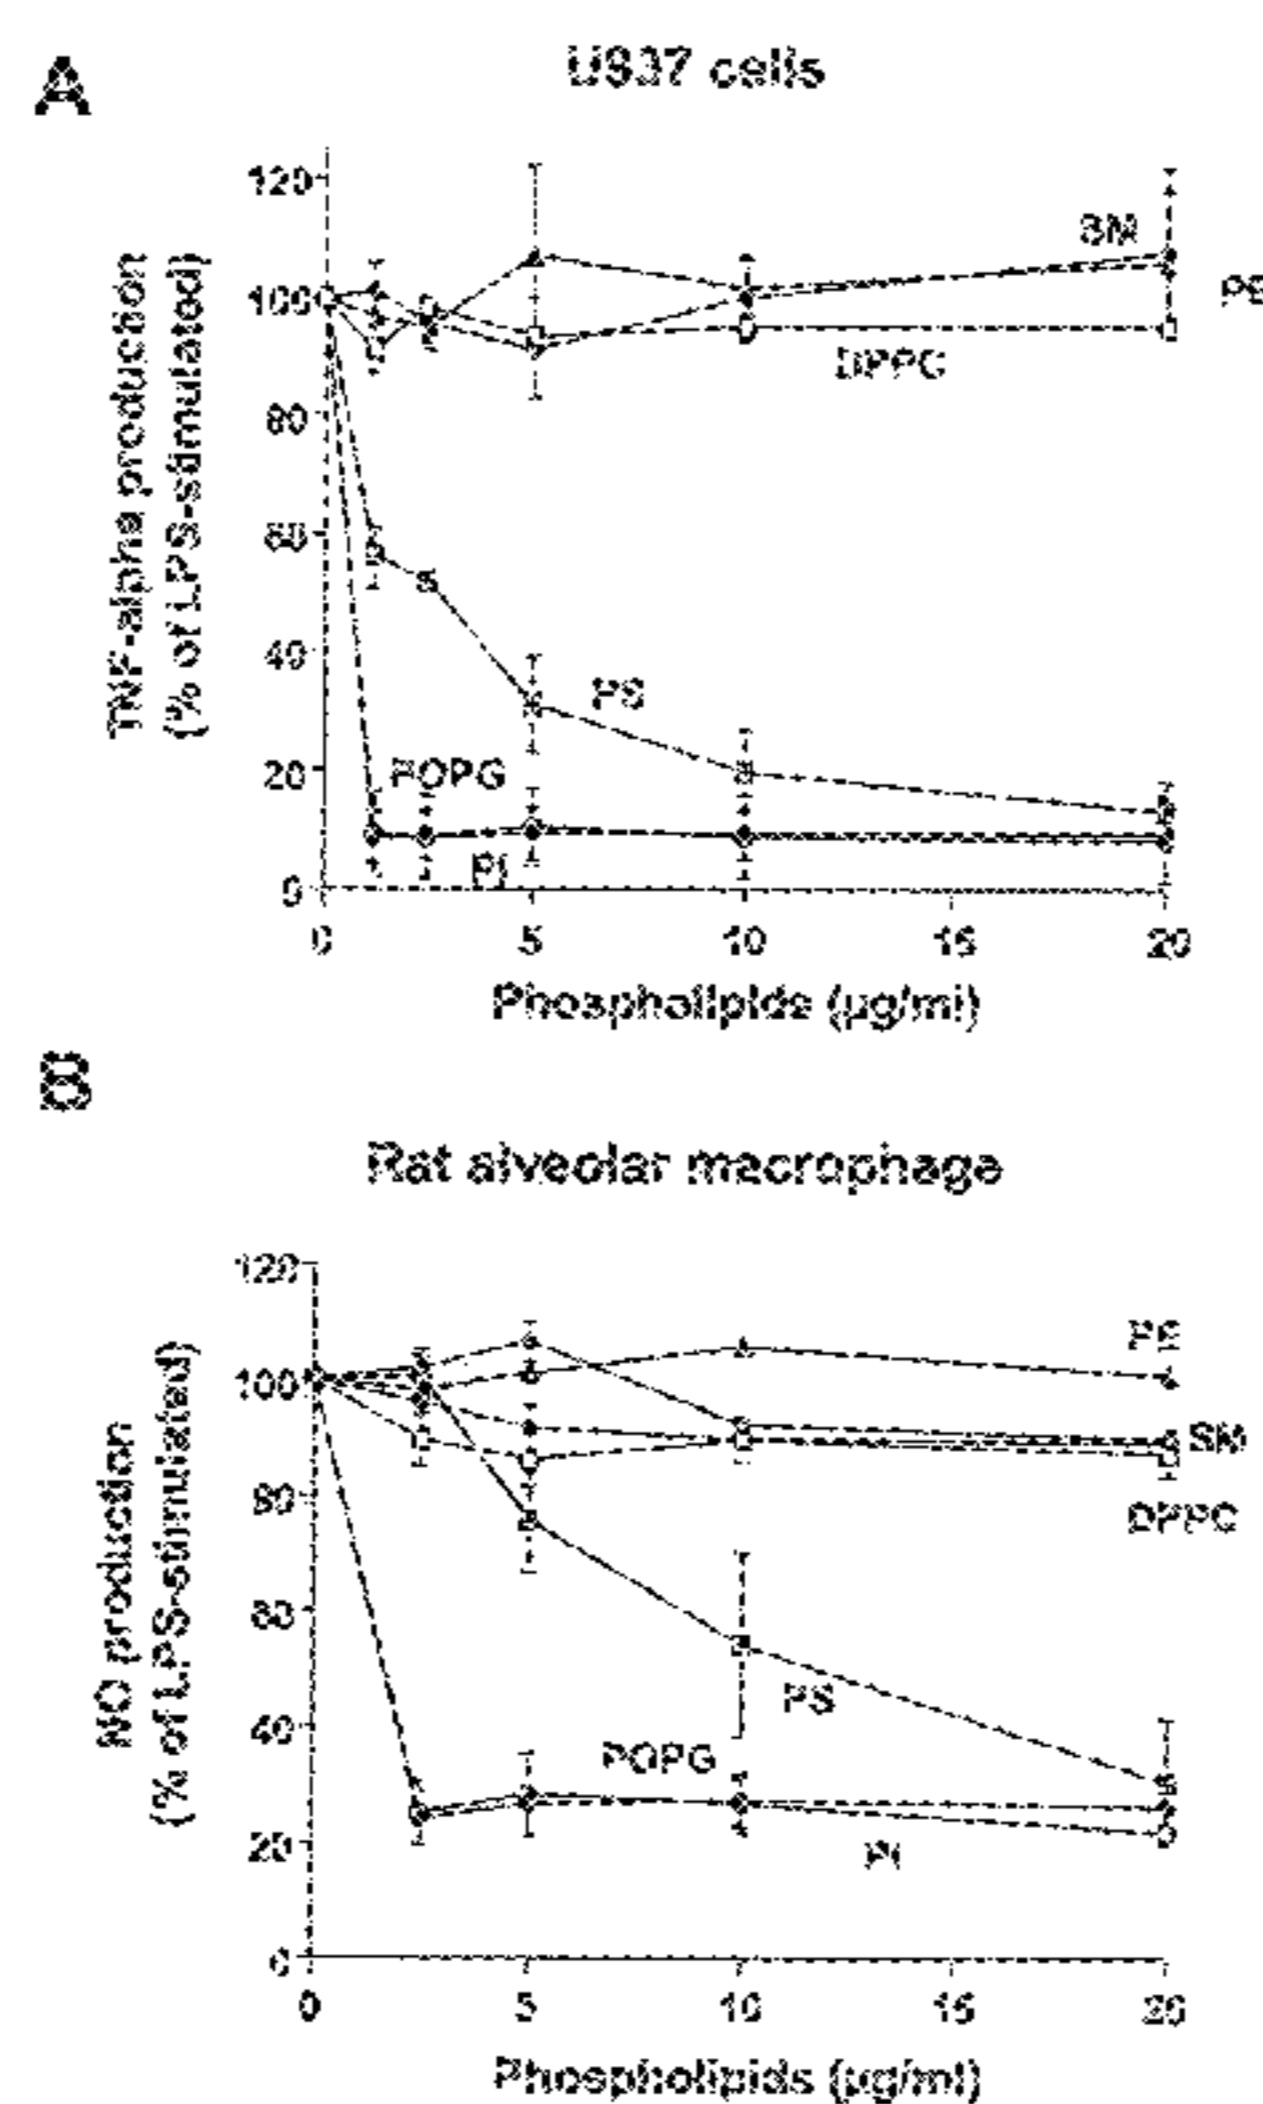 A
U937 cells
TNF-alpha production
(% of LPS-stimulated)
120
100
80
60
40
20
0
SM
PE
DPPG
PS
POPG
PI
0 5 10 15 20
Phospholipids (µg/ml)
B
Rat alveolar macrophage
NO production
(% of LPS-stimulated)
120
100
80
60
40
20
0
PE
SM
PS
POPG
PI
0 5 10 15 20
Phospholipids (µg/ml)